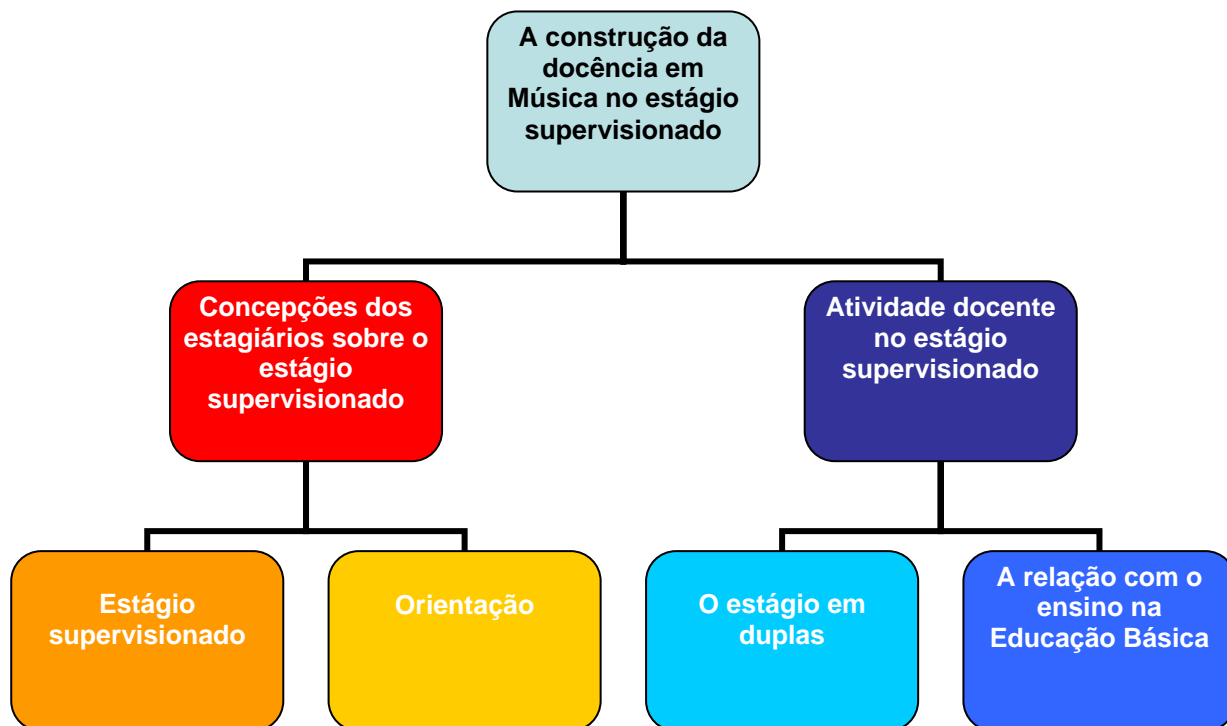 A construção da
docência em
Música no estágio
supervisionado
Concepções dos
estagiários sobre o
estágio
supervisionado
Atividade docente
no estágio
supervisionado
Estágio
supervisionado
Orientação
O estágio em
duplas
A relação com o
ensino na
Educação Básica